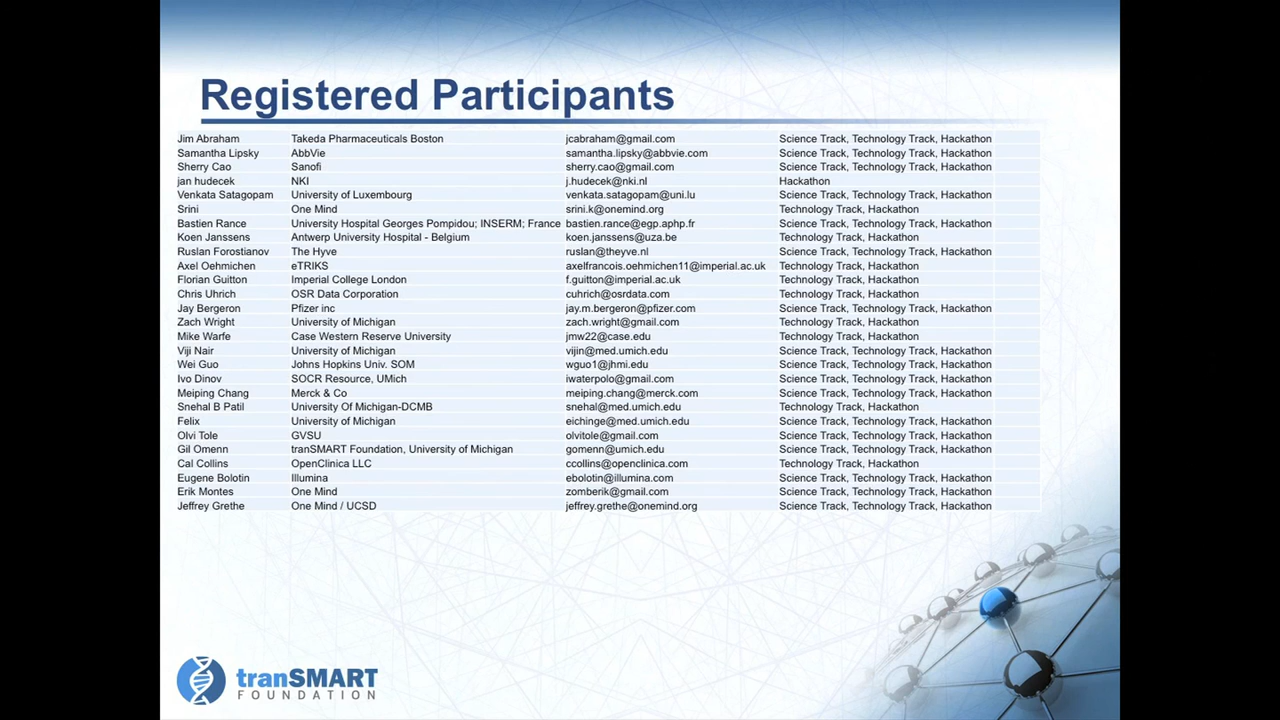 Registered Participants
Jim Abraham Takeda Pharmaceuticals Boston jcabraham@gmail.com Science Track, Technology Track, Hackathon
Samantha Lipsky AbbVie samantha.lipsky@abbvie.com Science Track, Technology Track, Hackathon
Sherry Cao Sanofi sherry.cao@gmail.com Science Track, Technology Track, Hackathon
jan hudecek NKI j.hudecek@nki.nl Hackathon
Venkata Satagopam University of Luxembourg venkata.satagopam@uni.lu Science Track, Technology Track, Hackathon
Srini One Mind srini.k@onemind.org Technology Track, Hackathon
Bastien Rance University Hospital Georges Pompidou; INSERM; France bastien.rance@egp.aphp.fr Science Track, Technology Track, Hackathon
Koen Janssens Antwerp University Hospital - Belgium koen.janssens@uza.be Technology Track, Hackathon
Ruslan Forostianov The Hyve ruslan@theyve.nl Science Track, Technology Track, Hackathon
Axel Oehmichen eTRIKS axelfrancois.oehmichen11@imperial.ac.uk Technology Track, Hackathon
Florian Guitton Imperial College London f.guitton@imperial.ac.uk Technology Track, Hackathon
Chris Uhrich OSR Data Corporation cuhrich@osrdata.com Technology Track, Hackathon
Jay Bergeron Pfizer inc jay.m.bergeron@pfizer.com Science Track, Technology Track, Hackathon
Zach Wright University of Michigan zach.wright@gmail.com Technology Track, Hackathon
Mike Warfe Case Western Reserve University jmw22@case.edu Technology Track, Hackathon
Viji Nair University of Michigan vijin@med.umich.edu Science Track, Technology Track, Hackathon
Wei Guo Johns Hopkins Univ. SOM wguo1@jhmi.edu Science Track, Technology Track, Hackathon
Ivo Dinov SOCR Resource, UMich iwaterpolo@gmail.com Science Track, Technology Track, Hackathon
Meiping Chang Merck & Co meiping.chang@merck.com Science Track, Technology Track, Hackathon
Snehal B Patil University Of Michigan-DCMB snehal@med.umich.edu Technology Track, Hackathon
Felix University of Michigan eichinge@med.umich.edu Science Track, Technology Track, Hackathon
Olvi Tole GVSU olvitole@gmail.com Science Track, Technology Track, Hackathon
Gil Omenn tranSMART Foundation, University of Michigan gomenn@umich.edu Science Track, Technology Track, Hackathon
Cal Collins OpenClinica LLC ccollins@openclinica.com Technology Track, Hackathon
Eugene Bolotin Illumina ebolotin@illumina.com Science Track, Technology Track, Hackathon
Erik Montes One Mind zomberik@gmail.com Science Track, Technology Track, Hackathon
Jeffrey Grethe One Mind / UCSD jeffrey.grethe@onemind.org Science Track, Technology Track, Hackathon
tranSMART
FOUNDATION